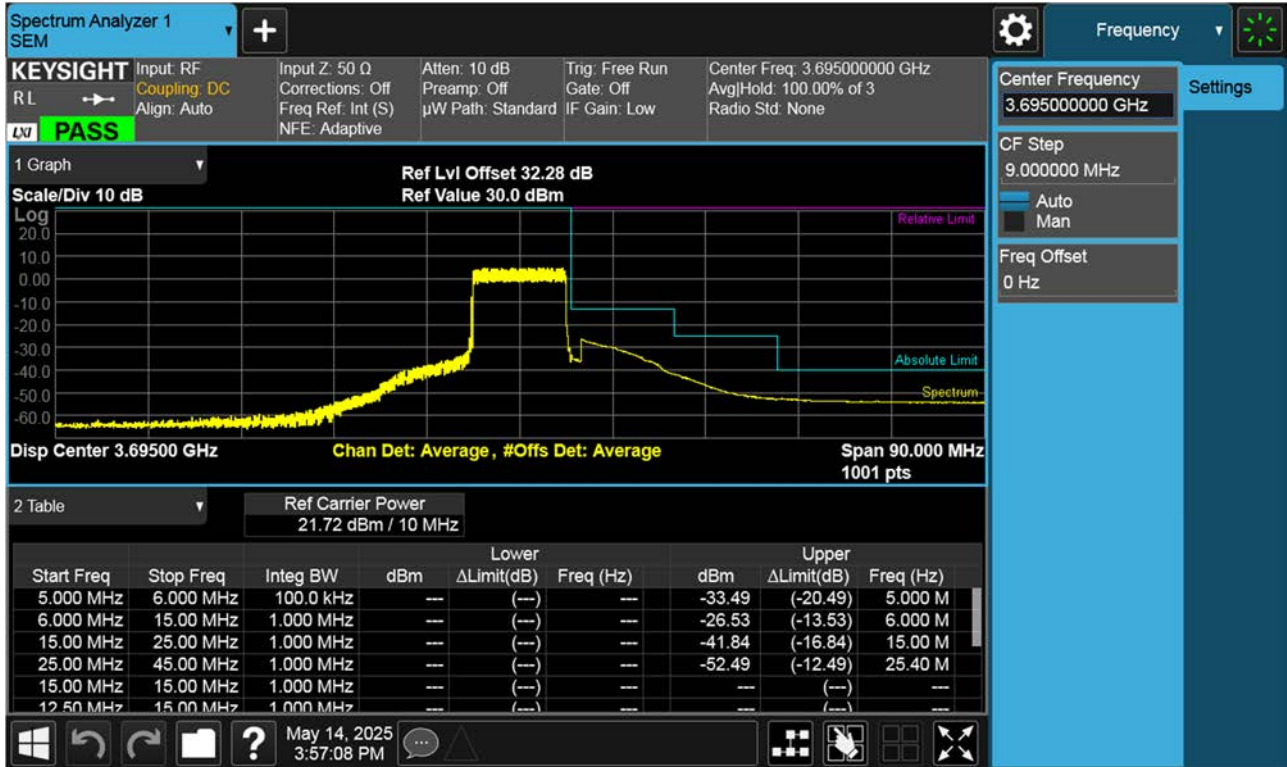 Spectrum Analyzer 1
SEM
Frequency
KEYSIGHT
R L
LXI
PASS
Input: RF
Coupling: DC
Align: Auto
Input Z: 50 Ω
Corrections: Off
Freq Ref: Int (S)
NFE: Adaptive
Atten: 10 dB
Preamp: Off
µW Path: Standard
Trig: Free Run
Gate: Off
IF Gain: Low
Center Freq: 3.695000000 GHz
Avg|Hold: 100.00% of 3
Radio Std: None
Center Frequency
3.695000000 GHz
Settings
CF Step
9.000000 MHz
Auto
Man
Freq Offset
0 Hz
1 Graph
Scale/Div 10 dB
Ref Lvl Offset 32.28 dB
Ref Value 30.0 dBm
Log
20.0
10.0
0.00
-10.0
-20.0
-30.0
-40.0
-50.0
-60.0
Relative Limit
Absolute Limit
Spectrum
Disp Center 3.69500 GHz
Chan Det: Average, #Offs Det: Average
Span 90.000 MHz
1001 pts
2 Table
Ref Carrier Power
21.72 dBm / 10 MHz
Lower Upper
Start Freq Stop Freq Integ BW dBm ΔLimit(dB) Freq (Hz) dBm ΔLimit(dB) Freq (Hz)
5.000 MHz 6.000 MHz 100.0 kHz --- (---) --- -33.49 (-20.49) 5.000 M
6.000 MHz 15.00 MHz 1.000 MHz --- (---) --- -26.53 (-13.53) 6.000 M
15.00 MHz 25.00 MHz 1.000 MHz --- (---) --- -41.84 (-16.84) 15.00 M
25.00 MHz 45.00 MHz 1.000 MHz --- (---) --- -52.49 (-12.49) 25.40 M
15.00 MHz 15.00 MHz 1.000 MHz --- (---) --- --- (---) ---
12.50 MHz 15.00 MHz 1.000 MHz --- (---) --- --- (---) ---
?
May 14, 2025
3:57:08 PM